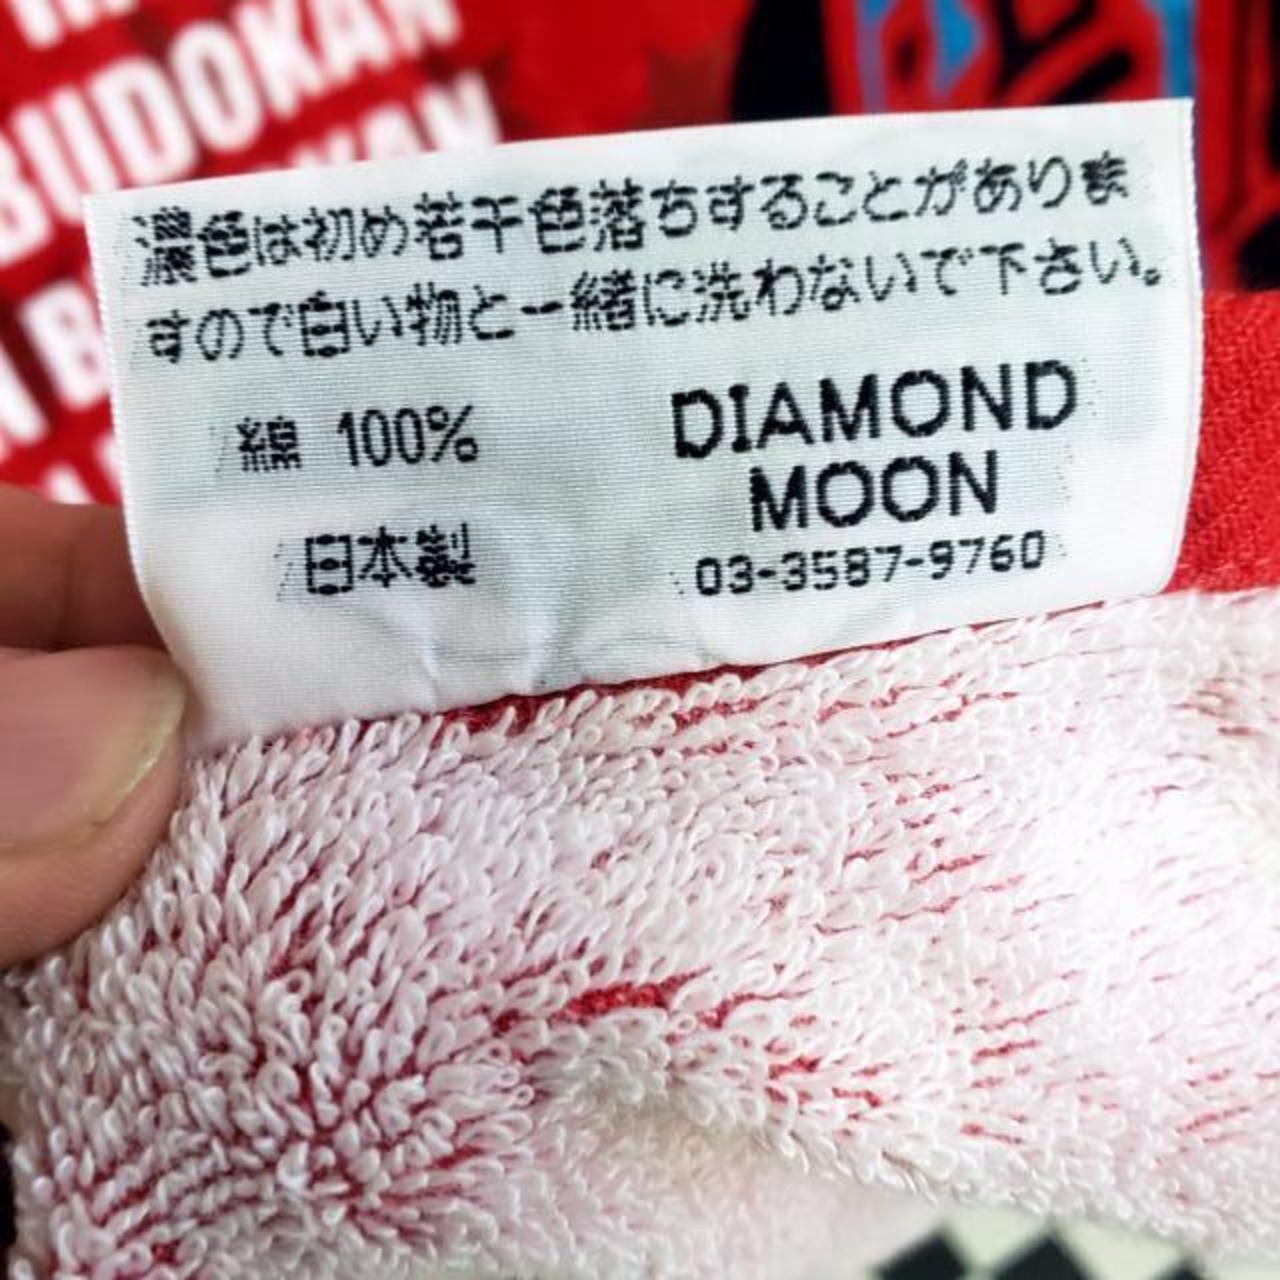 BUDOKAN
濃色は初め若干色落ちすることがありま
すので白い物と一緒に洗わないで下さい。
綿 100%
DIAMOND
MOON
日本製
03-3587-9760